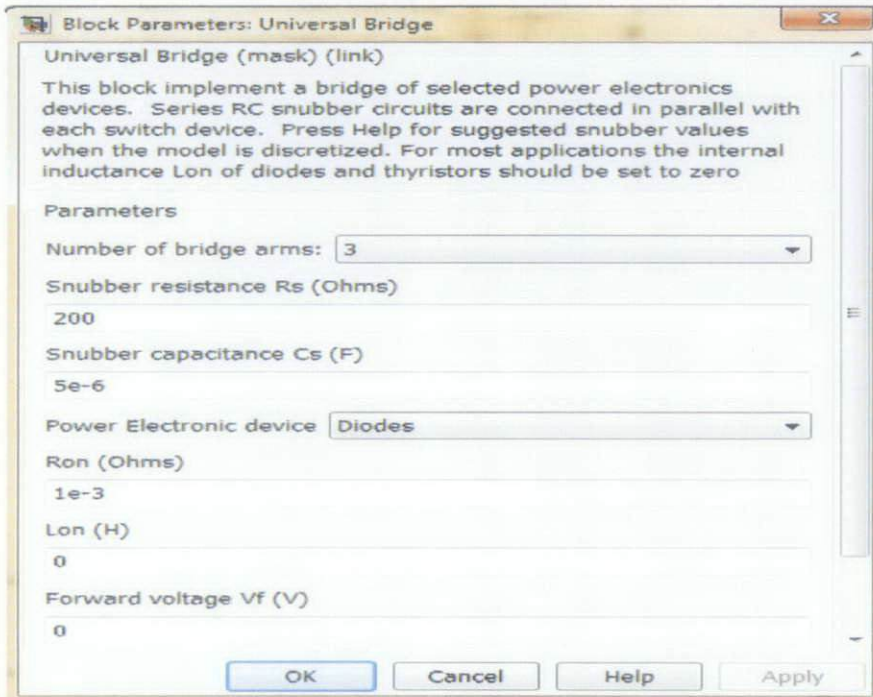 Block Parameters: Universal Bridge
Universal Bridge (mask) (link)
This block implement a bridge of selected power electronics
devices. Series RC snubber circuits are connected in parallel with
each switch device. Press Help for suggested snubber values
when the model is discretized. For most applications the internal
inductance Lon of diodes and thyristors should be set to zero
Parameters
Number of bridge arms: 3
Snubber resistance Rs (Ohms)
200
Snubber capacitance Cs (F)
5e-6
Power Electronic device Diodes
Ron (Ohms)
1e-3
Lon (H)
0
Forward voltage Vf (V)
0
OK Cancel Help Apply